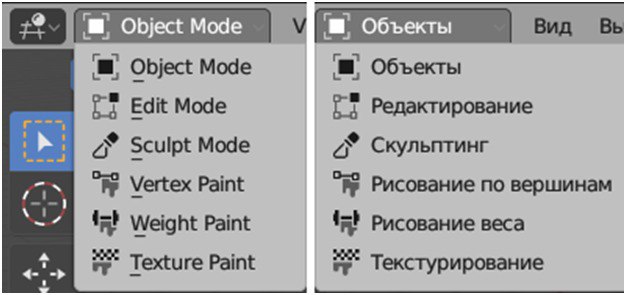 Object Mode
Object Mode
Edit Mode
Sculpt Mode
Vertex Paint
Weight Paint
Texture Paint
Объекты Вид
Объекты
Редактирование
Скульптинг
Рисование по вершинам
Рисование веса
Текстурирование